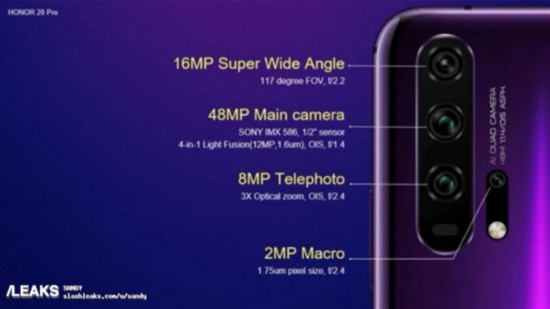 HONOR 20 Pro
16MP Super Wide Angle
117 degree FOV, f/2.2
48MP Main camera
SONY IMX 586, 1/2" sensor
4-in-1 Light Fusion(12MP,1.6um), OIS, f/1.4
8MP Telephoto
3X Optical zoom, OIS, f/2.4
2MP Macro
1.75um pixel size, f/2.4
AI QUAD CAMERA
48M 1:1.4/OIS ASPH
/LEAKS
SANDY
slashleaks.com/u/sandy